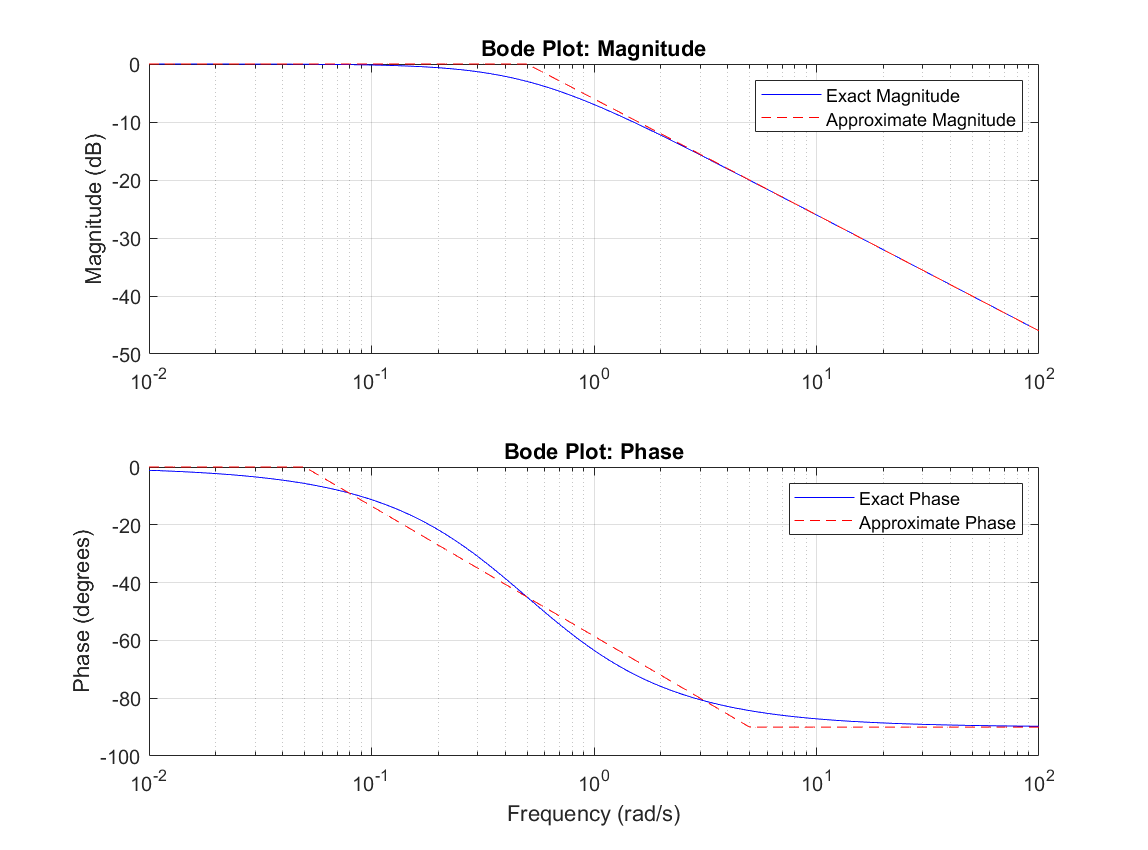 Bode Plot: Magnitude
0
-10
-20
-30
-40
-50
Magnitude (dB)
Exact Magnitude
Approximate Magnitude
10^-2
10^-1
10^0
10^1
10^2
Bode Plot: Phase
0
-20
-40
-60
-80
-100
Phase (degrees)
Exact Phase
Approximate Phase
10^-2
10^-1
10^0
10^1
10^2
Frequency (rad/s)